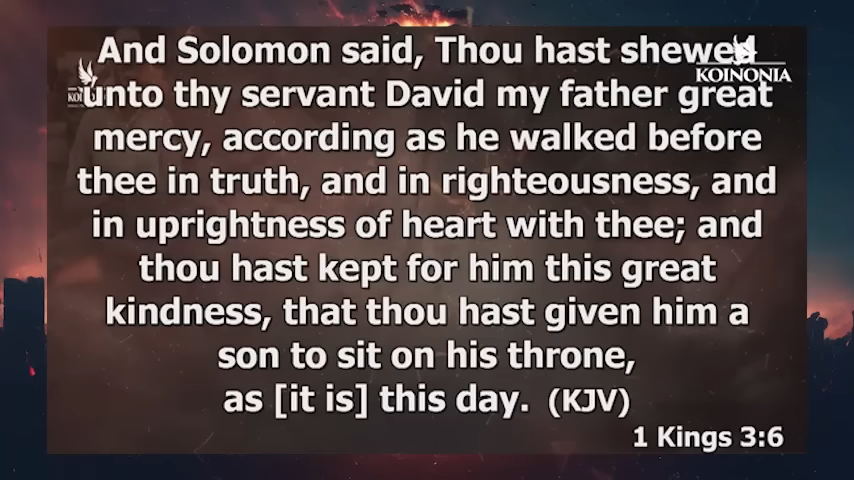 And Solomon said, Thou hast shewed
KOINONIA
unto thy servant David my father great
mercy, according as he walked before
thee in truth, and in righteousness, and
in uprightness of heart with thee; and
thou hast kept for him this great
kindness, that thou hast given him a
son to sit on his throne,
as [it is] this day. (KJV)
1 Kings 3:6